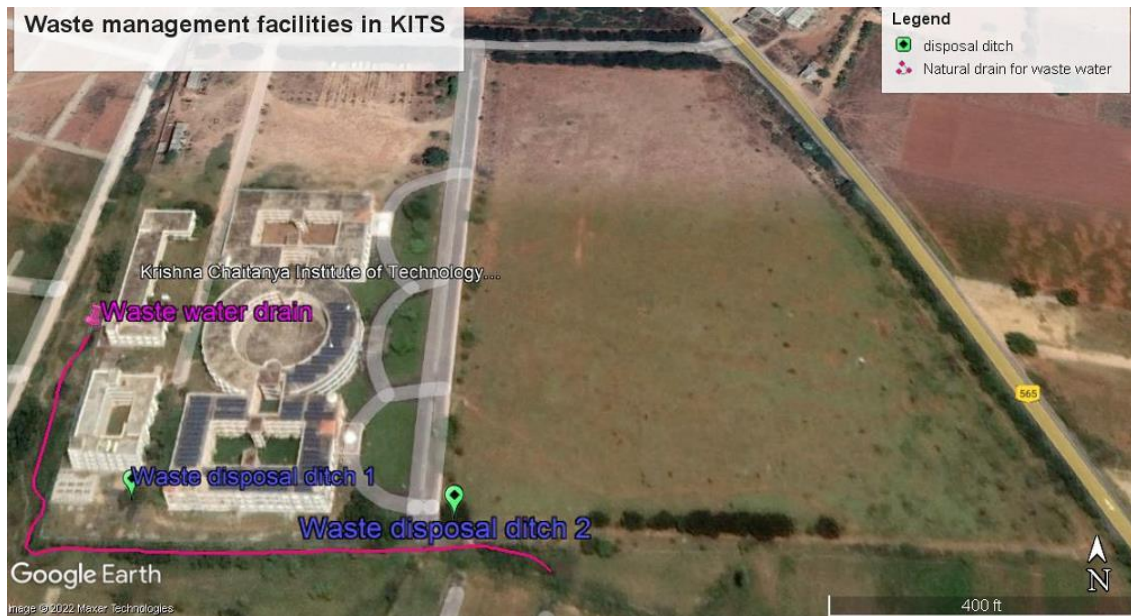 Waste management facilities in KITS
Legend
disposal ditch
Natural drain for waste water
Krishna Chaitanya Institute of Technology...
Waste water drain
565
Waste disposal ditch 1
Waste disposal ditch 2
Google Earth
N
Image © 2022 Maxar Technologies
400 ft